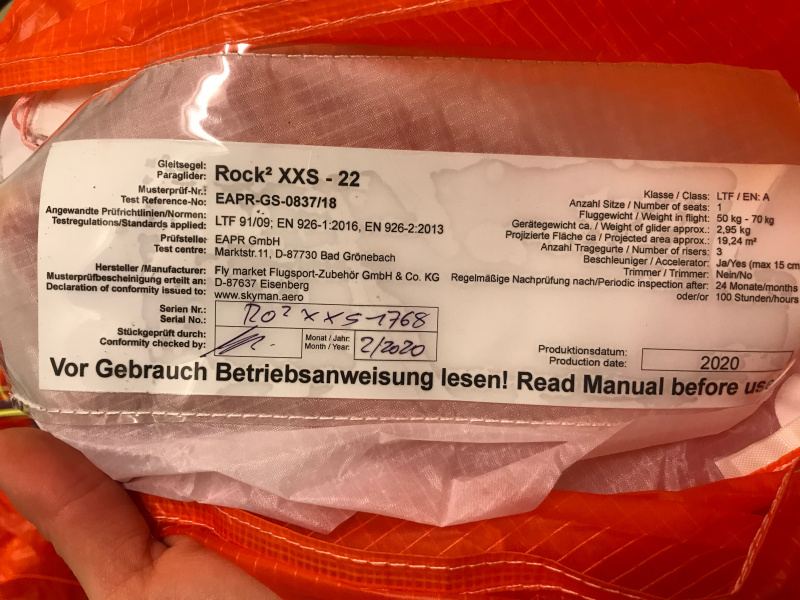 Gleitsegel:
Paraglider: Rock² XXS - 22
Musterprüf-Nr.:
Test Reference-No: EAPR-GS-0837/18
Angewandte Prüfrichtlinien/Normen:
Testregulations/Standards applied: LTF 91/09; EN 926-1:2016, EN 926-2:2013
Prüfstelle: EAPR GmbH
Test centre: Marktstr.11, D-87730 Bad Grönebach
Hersteller /Manufacturer: Fly market Flugsport-Zubehör GmbH & Co. KG
Musterprüfbescheinigung erteilt an: D-87637 Eisenberg
Declaration of conformity issued to: www.skyman.aero
Serien Nr.:
Serial No.: RO² XXS 1768
Stückgeprüft durch:
Conformity checked by:
Monat / Jahr:
Month / Year: 2/2020
Klasse / Class: LTF / EN: A
Anzahl Sitze / Number of seats: 1
Fluggewicht / Weight in flight: 50 kg - 70 kg
Gerätegewicht ca. / Weight of glider approx.: 2,95 kg
Projizierte Fläche ca / Projected area approx.: 19,24 m²
Anzahl Tragegurte / Number of risers: 3
Beschleuniger / Accelerator: Ja/Yes (max 15 cm
Trimmer / Trimmer: Nein/No
Regelmäßige Nachprüfung nach/Periodic inspection after: 24 Monate/months
oder/or 100 Stunden/hours
Produktionsdatum:
Production date: 2020
Vor Gebrauch Betriebsanweisung lesen! Read Manual before use